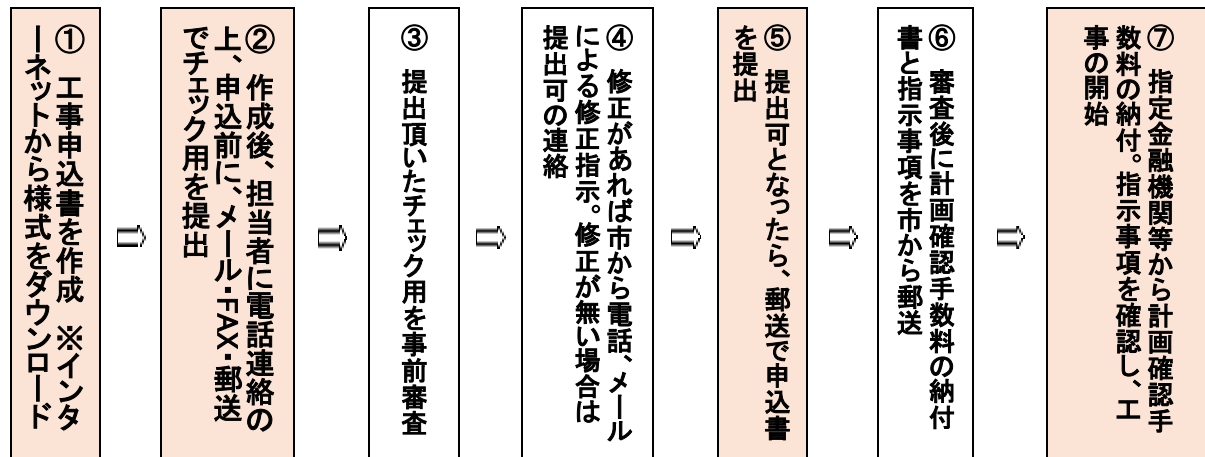 ① 工事申込書を作成 ※インタ
ーネットから様式をダウンロード
⇨
② 作成後、担当者に電話連絡の
上、申込前に、メール・FAX・郵送
でチェック用を提出
⇨
③ 提出頂いたチェック用を事前審査
⇨
④ 修正があれば市から電話、メール
による修正指示。修正が無い場合は
提出可の連絡
⇨
⑤ 提出可となったら、郵送で申込書
を提出
⇨
⑥ 審査後に計画確認手数料の納付
書と指示事項を市から郵送
⇨
⑦ 指定金融機関等から計画確認手
数料の納付。指示事項を確認し、工
事の開始